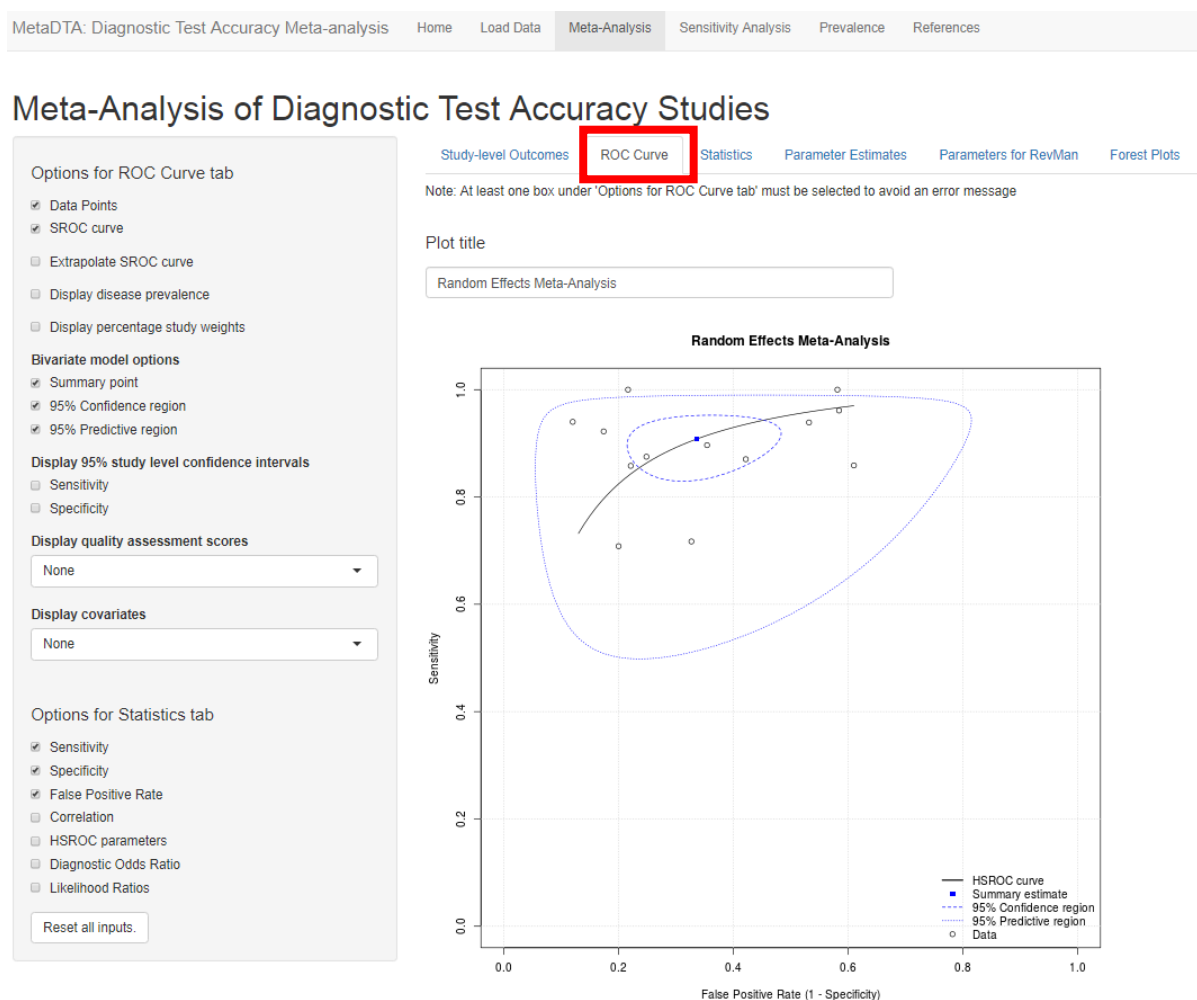 MetaDTA: Diagnostic Test Accuracy Meta-analysis Home Load Data Meta-Analysis Sensitivity Analysis Prevalence References
Meta-Analysis of Diagnostic Test Accuracy Studies
Options for ROC Curve tab
Data Points
SROC curve
Extrapolate SROC curve
Display disease prevalence
Display percentage study weights
Bivariate model options
Summary point
95% Confidence region
95% Predictive region
Display 95% study level confidence intervals
Sensitivity
Specificity
Display quality assessment scores
None
Display covariates
None
Options for Statistics tab
Sensitivity
Specificity
False Positive Rate
Correlation
HSROC parameters
Diagnostic Odds Ratio
Likelihood Ratios
Reset all inputs.
Study-level Outcomes ROC Curve Statistics Parameter Estimates Parameters for RevMan Forest Plots
Note: At least one box under 'Options for ROC Curve tab' must be selected to avoid an error message
Plot title
Random Effects Meta-Analysis
Random Effects Meta-Analysis
1.0
0.8
0.6
0.4
0.2
0.0
Sensitivity
HSROC curve
Summary estimate
95% Confidence region
95% Predictive region
Data
0.0 0.2 0.4 0.6 0.8 1.0
False Positive Rate (1 - Specificity)